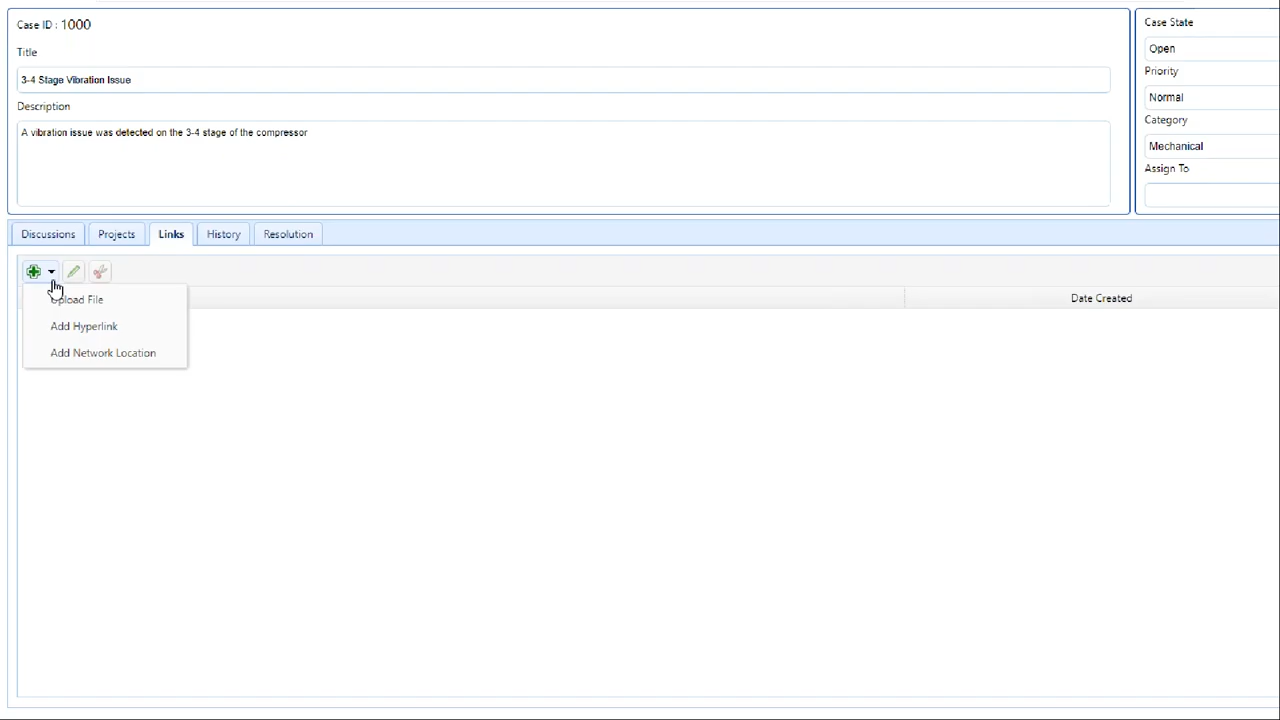 Case ID : 1000
Title
3-4 Stage Vibration Issue
Description
A vibration issue was detected on the 3-4 stage of the compressor
Case State
Open
Priority
Normal
Category
Mechanical
Assign To
Discussions
Projects
Links
History
Resolution
Date Created
Upload File
Add Hyperlink
Add Network Location